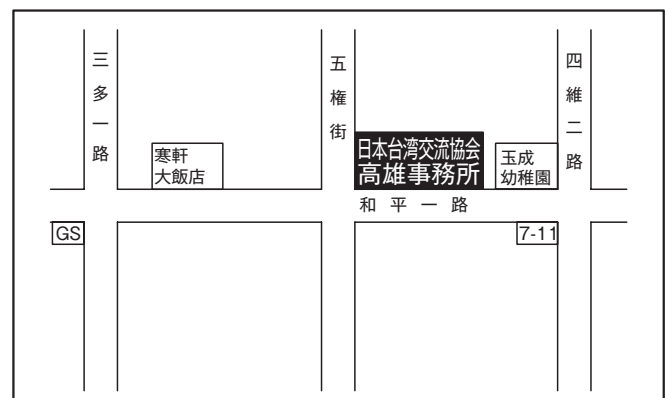 三多一路
五権街
四維二路
寒軒
大飯店
日本台湾交流協会
高雄事務所
玉成
幼稚園
和平一路
GS
7-11